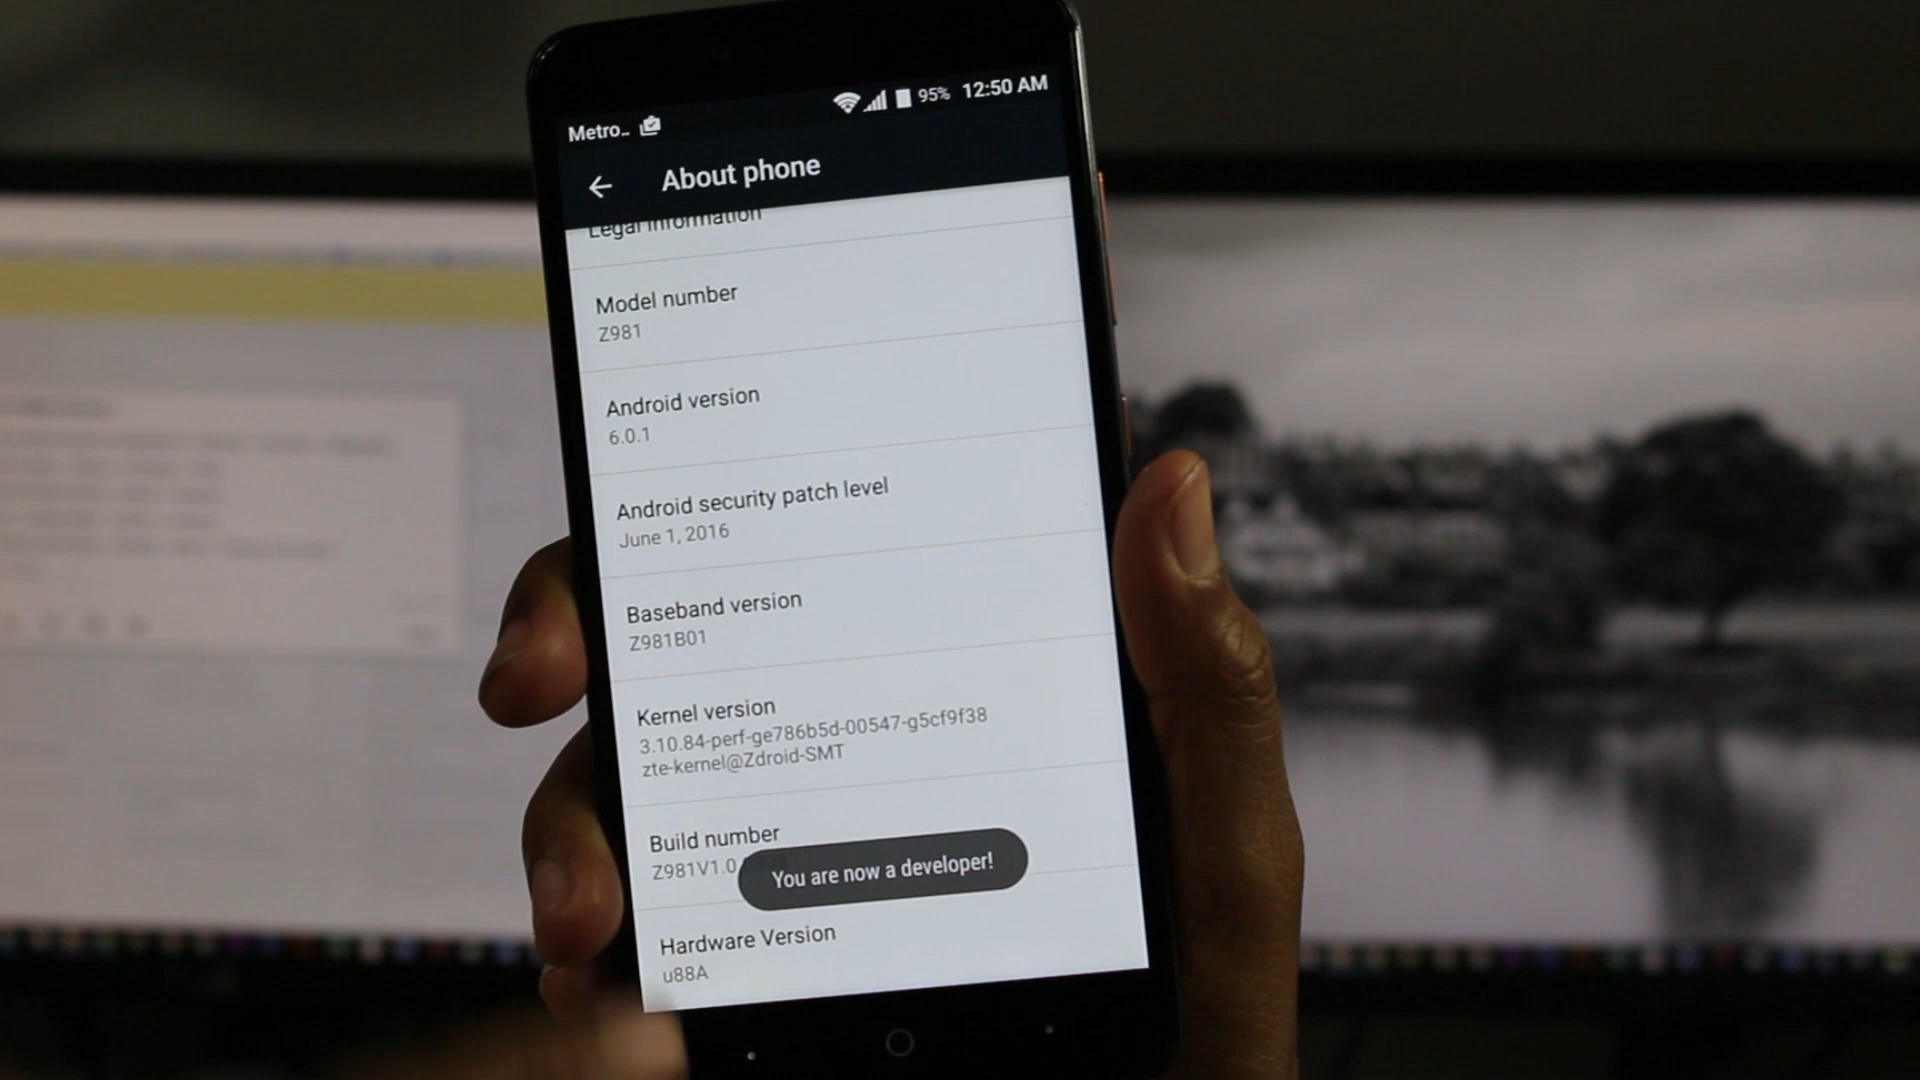 Metro..
95% 12:50 AM
About phone
Legal information
Model number
Z981
Android version
6.0.1
Android security patch level
June 1, 2016
Baseband version
Z981B01
Kernel version
3.10.84-perf-ge786b5d-00547-g5cf9f38
zte-kernel@Zdroid-SMT
Build number
Z981V1.0
You are now a developer!
Hardware Version
u88A